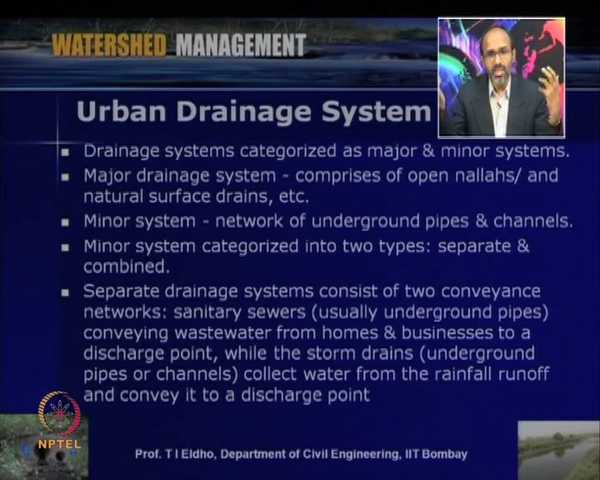 WATERSHED MANAGEMENT
Urban Drainage System
Drainage systems categorized as major & minor systems.
Major drainage system - comprises of open nallahs/ and
natural surface drains, etc.
Minor system - network of underground pipes & channels.
Minor system categorized into two types: separate &
combined.
Separate drainage systems consist of two conveyance
networks: sanitary sewers (usually underground pipes)
conveying wastewater from homes & businesses to a
discharge point, while the storm drains (underground
pipes or channels) collect water from the rainfall runoff
and convey it to a discharge point
NPTEL
Prof. T I Eldho, Department of Civil Engineering, IIT Bombay